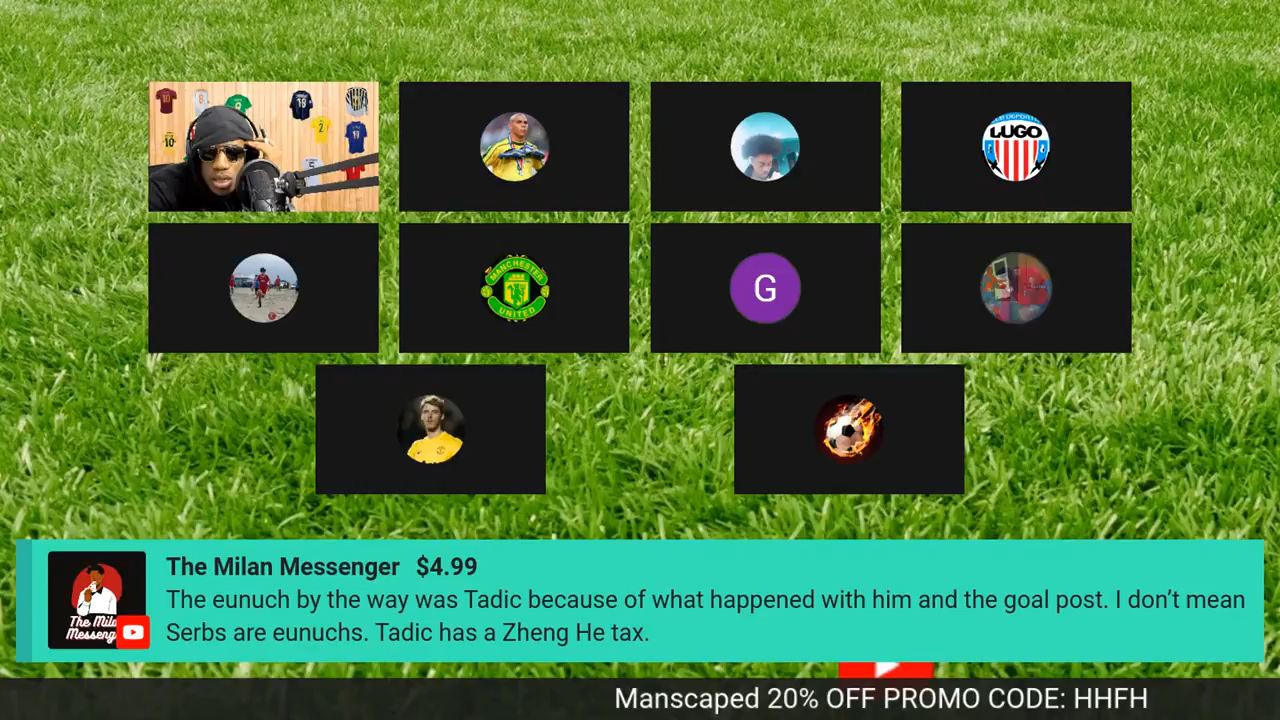 LUGO
MANCHESTER
UNITED
G
The Milan Messenger $4.99
The eunuch by the way was Tadic because of what happened with him and the goal post. I don’t mean
Serbs are eunuchs. Tadic has a Zheng He tax.
Manscaped 20% OFF PROMO CODE: HHFH